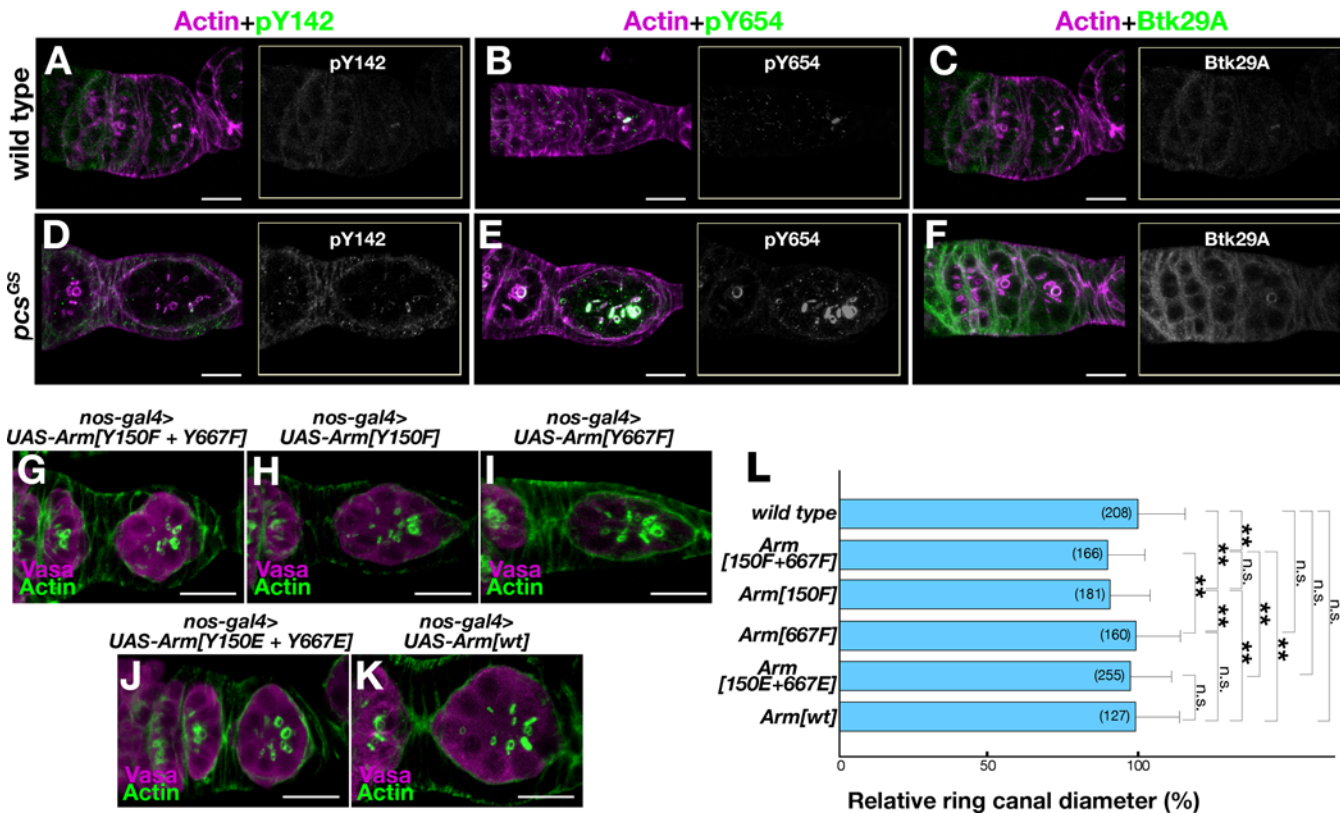 Actin+pY142
Actin+pY654
Actin+Btk29A
wild type
A
pY142
B
pY654
C
Btk29A
pcsGS
D
pY142
E
pY654
F
Btk29A
nos-gal4>
UAS-Arm[Y150F + Y667F]
nos-gal4>
UAS-Arm[Y150F]
nos-gal4>
UAS-Arm[Y667F]
G
Vasa
Actin
H
Vasa
Actin
I
Vasa
Actin
nos-gal4>
UAS-Arm[Y150E + Y667E]
nos-gal4>
UAS-Arm[wt]
J
Vasa
Actin
K
Vasa
Actin
L
wild type
(208)
Arm
[150F+667F]
(166)
Arm[150F]
(181)
Arm[667F]
(160)
Arm
[150E+667E]
(255)
Arm[wt]
(127)
**
**
**
n.s.
**
n.s.
n.s.
**
**
**
n.s.
n.s.
n.s.
n.s.
**
0
50
100
Relative ring canal diameter (%)